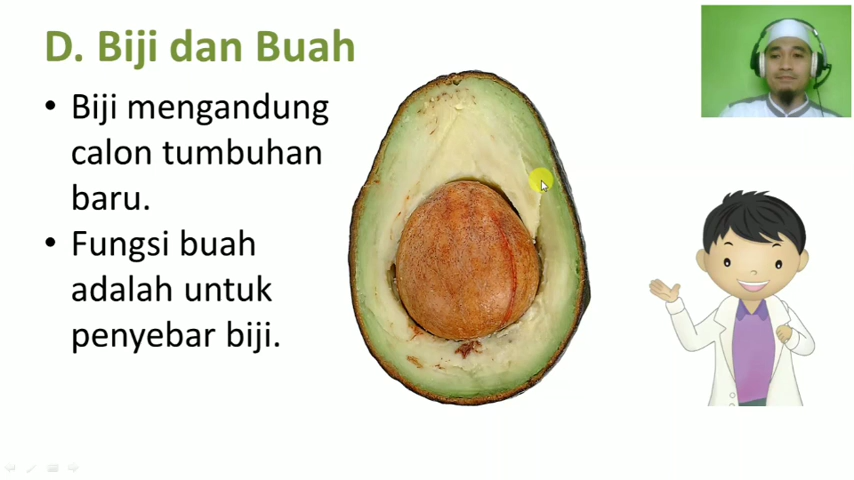 D. Biji dan Buah
• Biji mengandung
calon tumbuhan
baru.
• Fungsi buah
adalah untuk
penyebar biji.